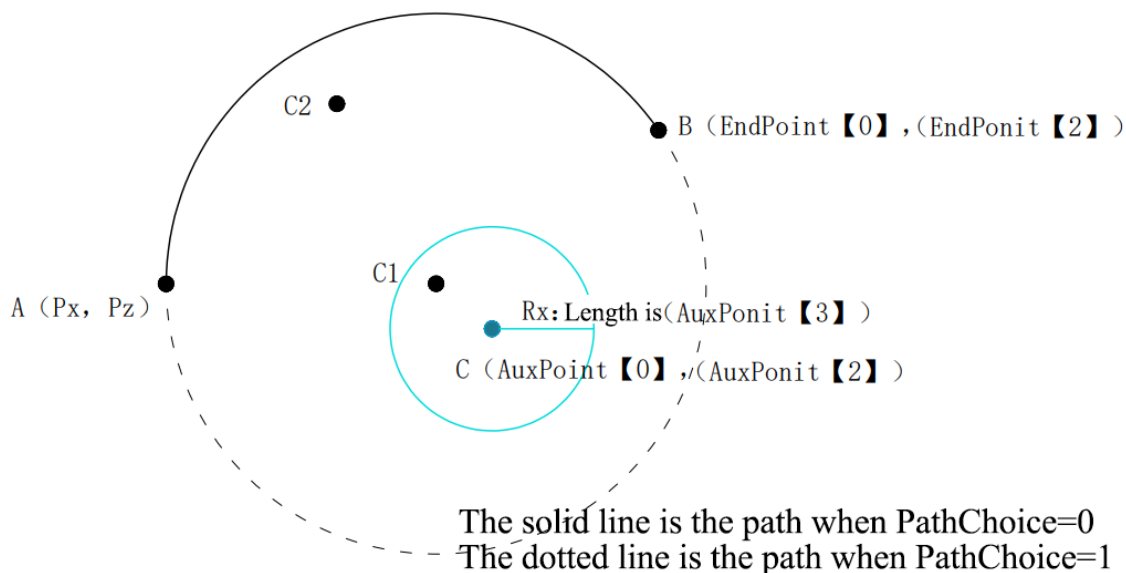 C2
B（EndPoint【0】,（EndPonit【2】）
C1
A（Px, Pz）
Rx:Length is（AuxPonit【3】）
C（AuxPoint【0】,（AuxPonit【2】）
The solid line is the path when PathChoice=0
The dotted line is the path when PathChoice=1